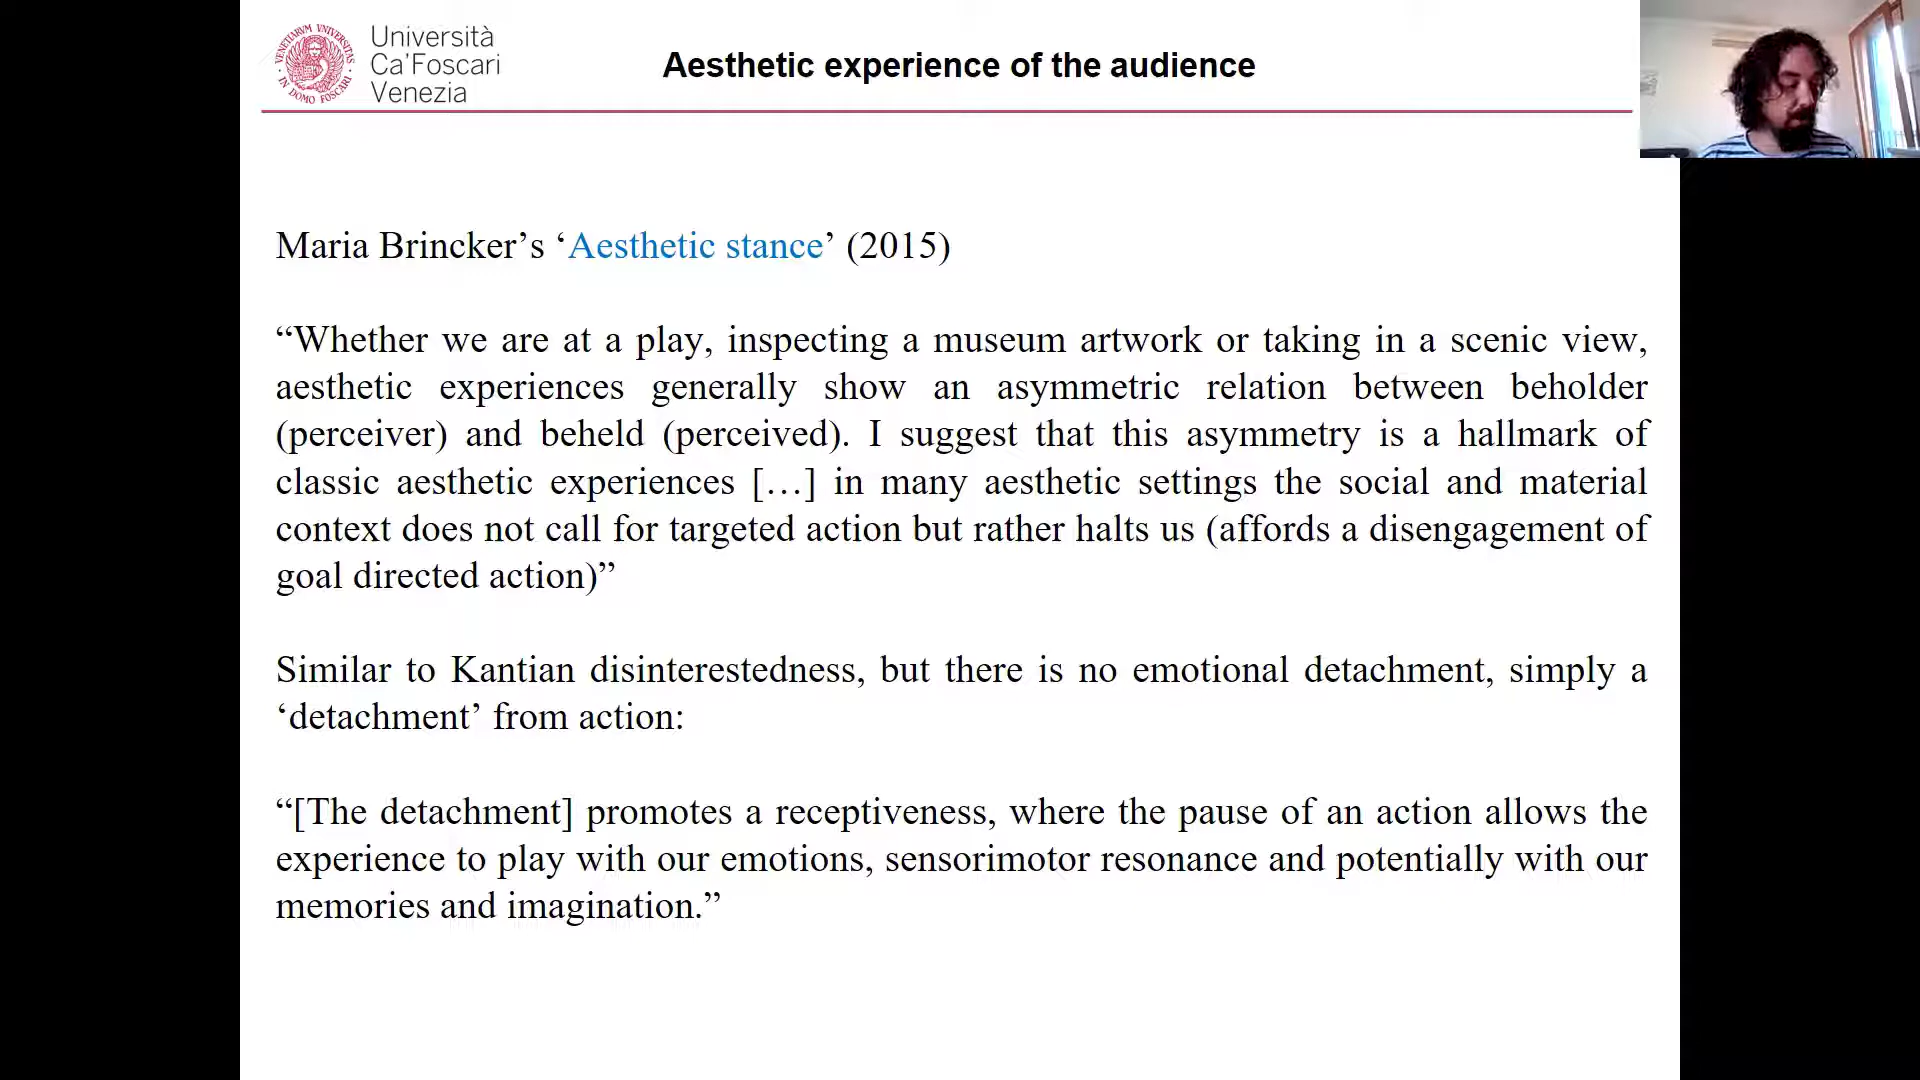 VENETIARVM VNIVERSITAS
IN DOMO FOSCARI
Università
Ca'Foscari
Venezia
Aesthetic experience of the audience
Maria Brincker’s ‘Aesthetic stance’ (2015)
“Whether we are at a play, inspecting a museum artwork or taking in a scenic view,
aesthetic experiences generally show an asymmetric relation between beholder
(perceiver) and beheld (perceived). I suggest that this asymmetry is a hallmark of
classic aesthetic experiences […] in many aesthetic settings the social and material
context does not call for targeted action but rather halts us (affords a disengagement of
goal directed action)”
Similar to Kantian disinterestedness, but there is no emotional detachment, simply a
‘detachment’ from action:
“[The detachment] promotes a receptiveness, where the pause of an action allows the
experience to play with our emotions, sensorimotor resonance and potentially with our
memories and imagination.”